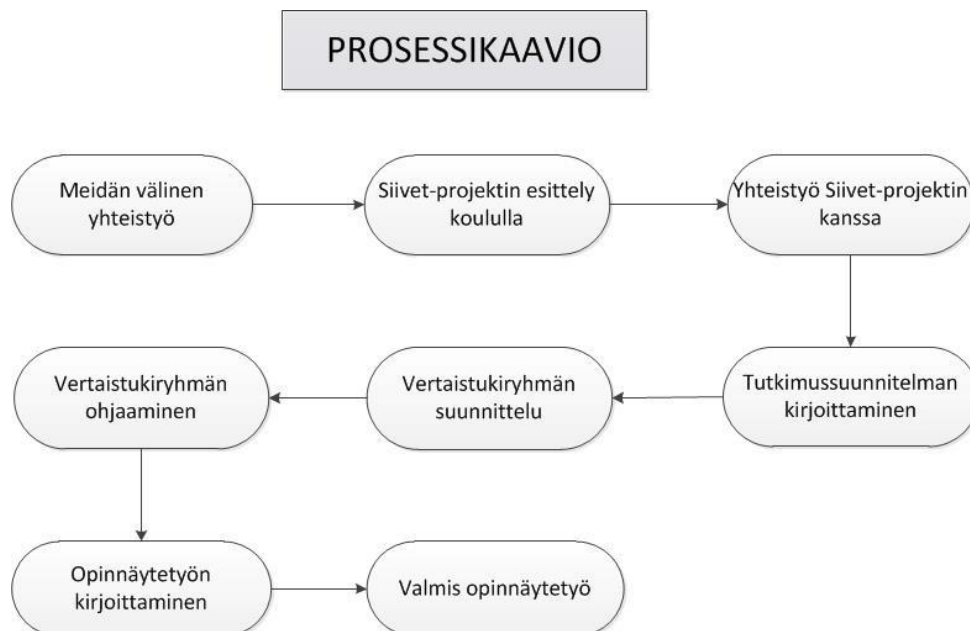 PROSESSIKAAVIO
Meidän välinen
yhteistyö
Siivet-projektin esittely
koululla
Yhteistyö Siivet-projektin
kanssa
Tutkimussuunnitelman
kirjoittaminen
Vertaistukiryhmän
suunnittelu
Vertaistukiryhmän
ohjaaminen
Opinnäytetyön
kirjoittaminen
Valmis opinnäytetyö